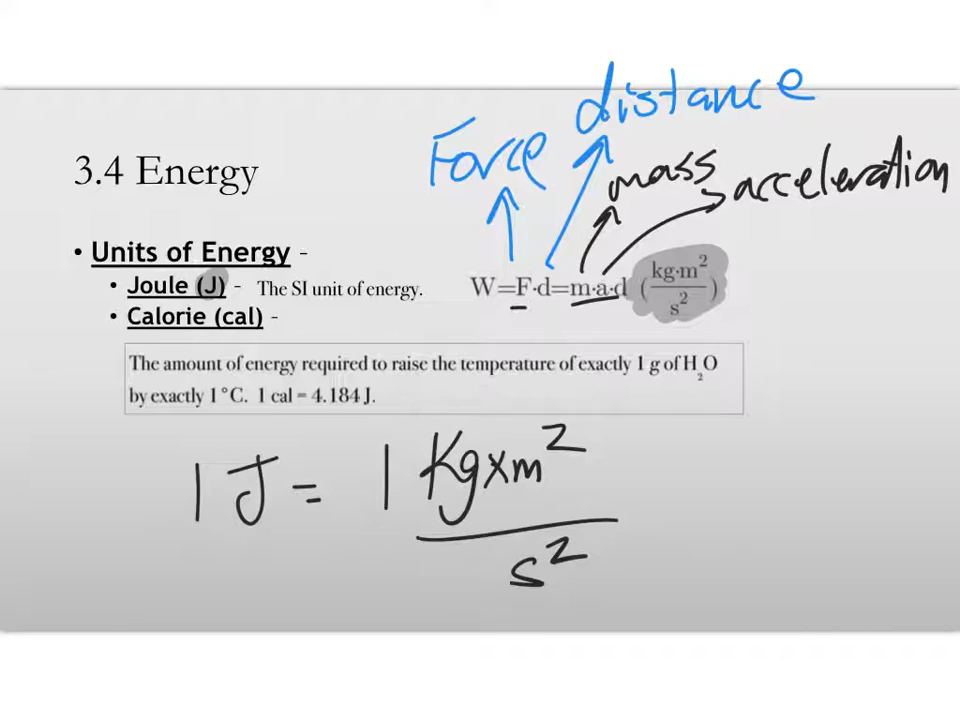 distance
Force
mass
acceleration
3.4 Energy
• Units of Energy –
• Joule (J) – The SI unit of energy. W=F·d=m·a·d (kg·m²/s²)
• Calorie (cal) –
The amount of energy required to raise the temperature of exactly 1 g of H₂O
by exactly 1 °C. 1 cal = 4.184 J.
1 J = 1 Kg×m²
s²